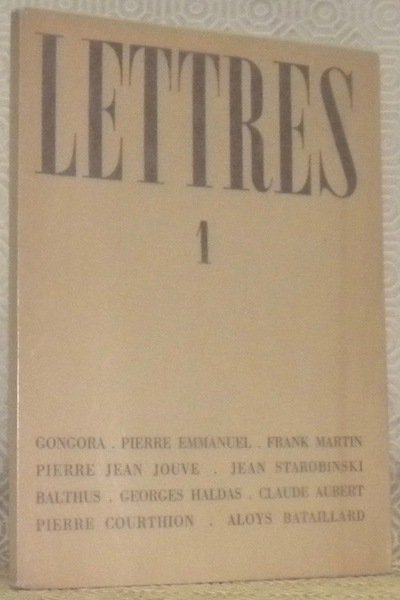 LETTRES
1
GONGORA . PIERRE EMMANUEL . FRANK MARTIN
PIERRE JEAN JOUVE . JEAN STAROBINSKI
BALTHUS . GEORGES HALDAS . CLAUDE AUBERT
PIERRE COURTHION . ALOYS BATAILLARD